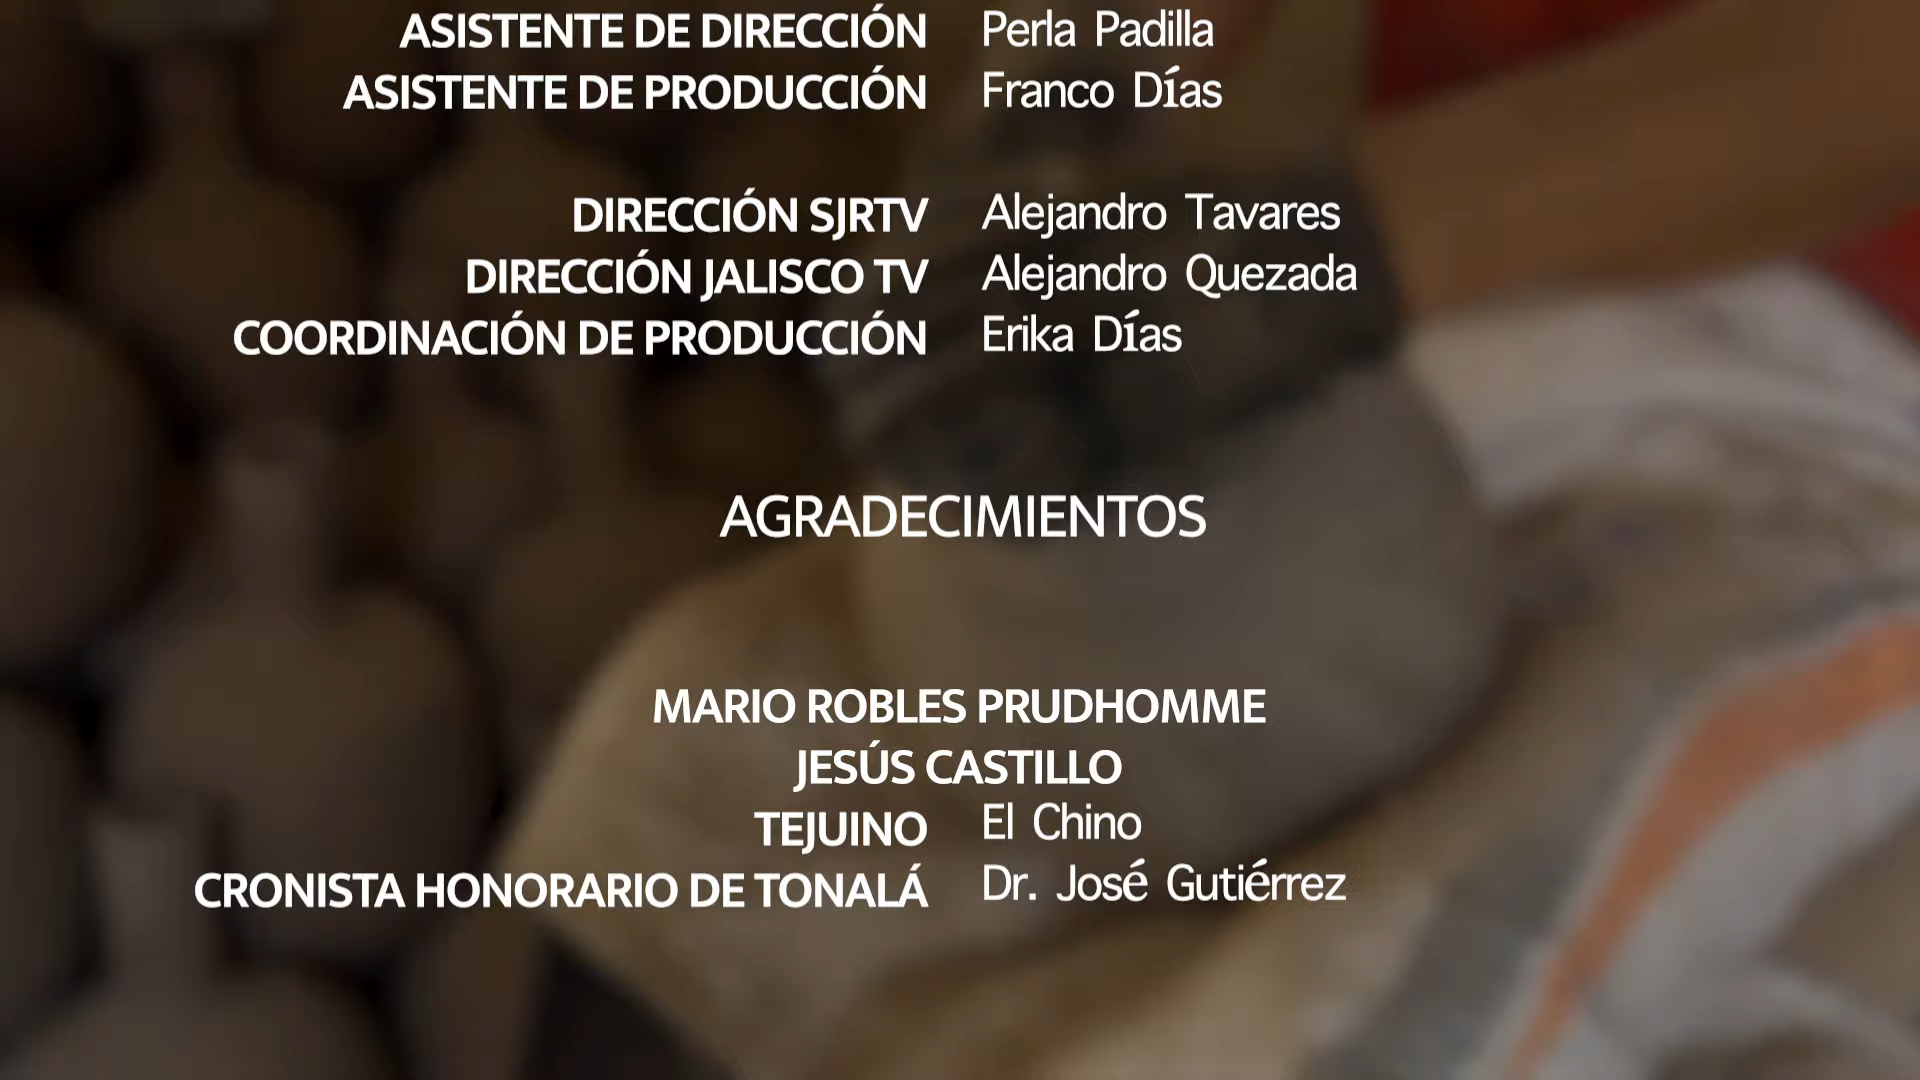 ASISTENTE DE DIRECCIÓN Perla Padilla
ASISTENTE DE PRODUCCIÓN Franco Días
DIRECCIÓN SJRTV Alejandro Tavares
DIRECCIÓN JALISCO TV Alejandro Quezada
COORDINACIÓN DE PRODUCCIÓN Erika Días
AGRADECIMIENTOS
MARIO ROBLES PRUDHOMME
JESÚS CASTILLO
TEJUINO El Chino
CRONISTA HONORARIO DE TONALÁ Dr. José Gutiérrez